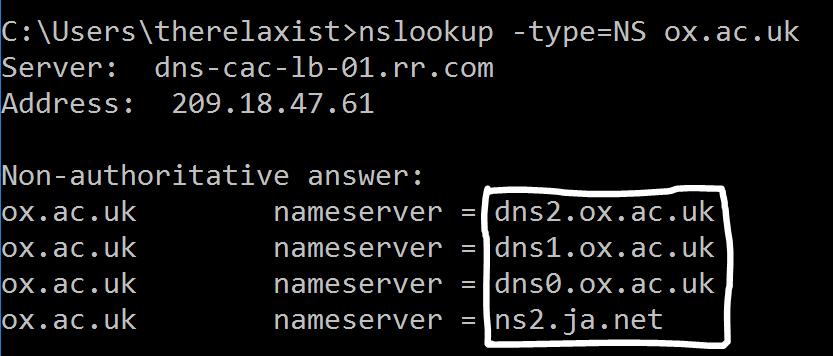 C:\Users\therelaxist>nslookup -type=NS ox.ac.uk
Server:  dns-cac-lb-01.rr.com
Address:  209.18.47.61

Non-authoritative answer:
ox.ac.uk        nameserver = dns2.ox.ac.uk
ox.ac.uk        nameserver = dns1.ox.ac.uk
ox.ac.uk        nameserver = dns0.ox.ac.uk
ox.ac.uk        nameserver = ns2.ja.net